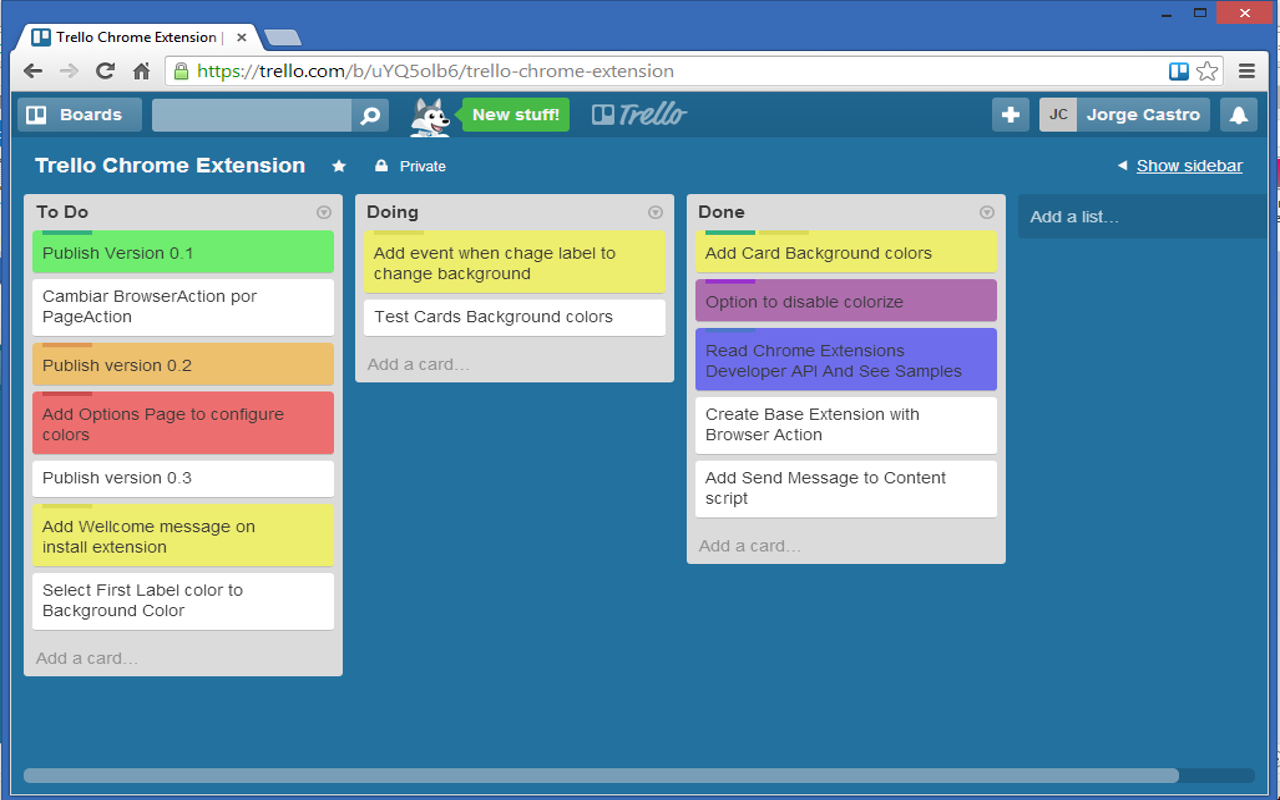 Trello Chrome Extension |
https://trello.com/b/uYQ5olb6/trello-chrome-extension
Boards
New stuff!
Trello
JC
Jorge Castro
Trello Chrome Extension
Private
Show sidebar
To Do
Publish Version 0.1
Cambiar BrowserAction por
PageAction
Publish version 0.2
Add Options Page to configure
colors
Publish version 0.3
Add Wellcome message on
install extension
Select First Label color to
Background Color
Add a card...
Doing
Add event when chage label to
change background
Test Cards Background colors
Add a card...
Done
Add Card Background colors
Option to disable colorize
Read Chrome Extensions
Developer API And See Samples
Create Base Extension with
Browser Action
Add Send Message to Content
script
Add a card...
Add a list...